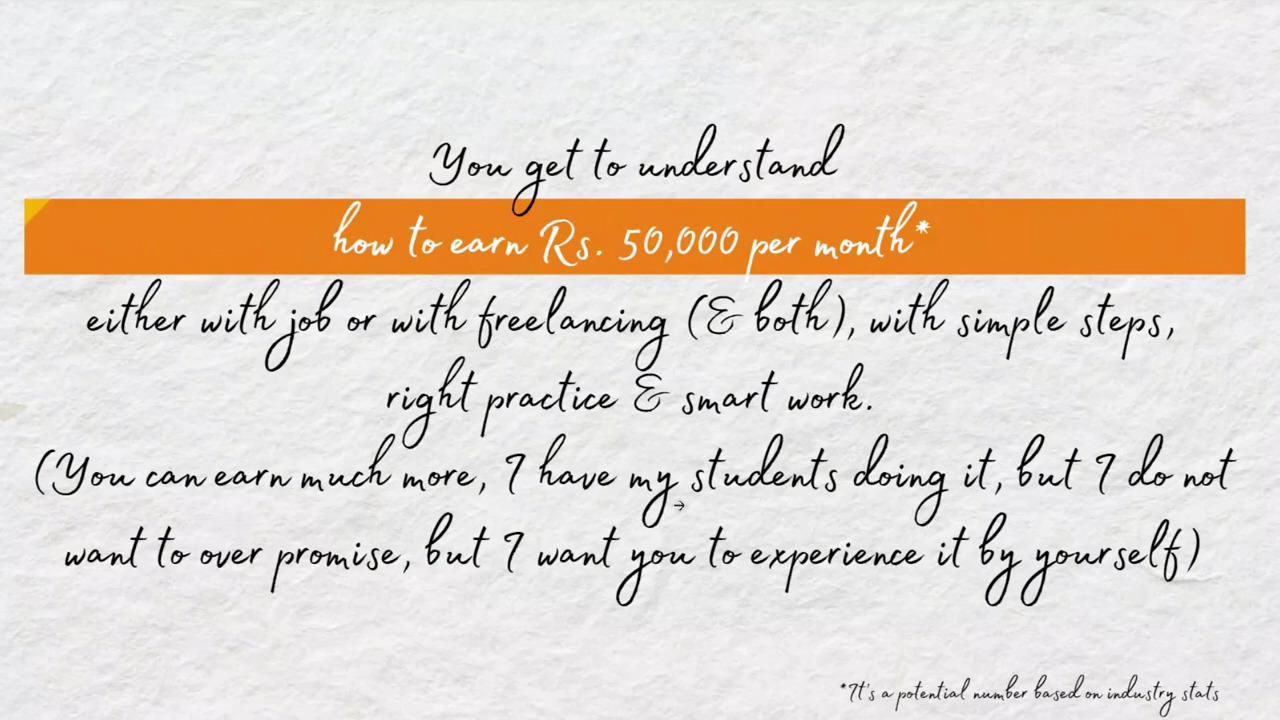 You get to understand
how to earn Rs. 50,000 per month*
either with job or with freelancing (& both), with simple steps,
right practice & smart work.
(You can earn much more, I have my students doing it, but I do not
want to over promise, but I want you to experience it by yourself)
*It's a potential number based on industry stats